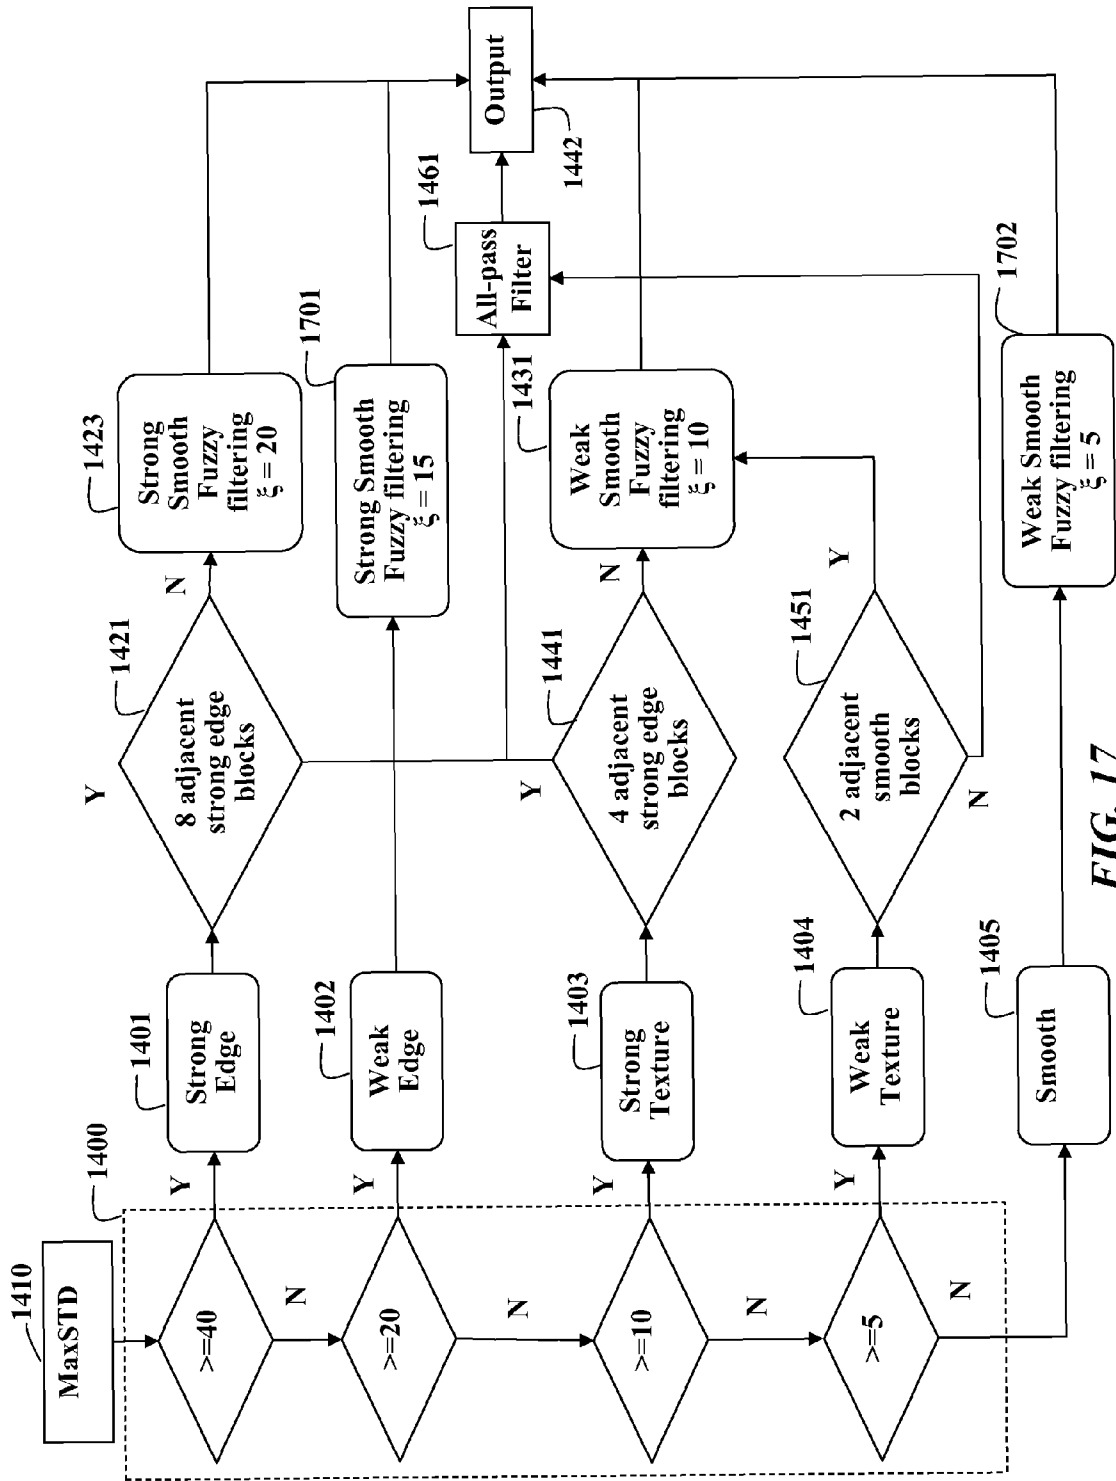 1410
MaxSTD
1400
>=40
Y
N
>=20
Y
N
>=10
Y
N
>=5
Y
N
1401
Strong
Edge
1402
Weak
Edge
1403
Strong
Texture
1404
Weak
Texture
1405
Smooth
1421
8 adjacent
strong edge
blocks
Y
N
1441
4 adjacent
strong edge
blocks
Y
N
1451
2 adjacent
smooth
blocks
Y
N
1423
Strong
Smooth
Fuzzy
filtering
ξ = 20
1701
Strong Smooth
Fuzzy filtering
ξ = 15
1431
Weak
Smooth
Fuzzy
filtering
ξ = 10
1702
Weak Smooth
Fuzzy filtering
ξ = 5
1461
All-pass
Filter
Output
1442
FIG. 17